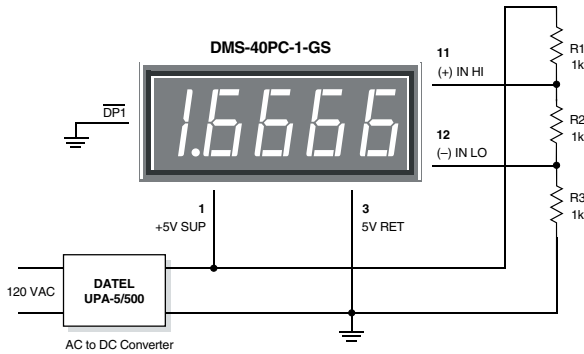 DMS-40PC-1-GS
11
(+) IN HI
R1
1k
DP1
1.6666
R2
1k
12
(–) IN LO
R3
1k
1
+5V SUP
3
5V RET
120 VAC
DATEL
UPA-5/500
AC to DC Converter